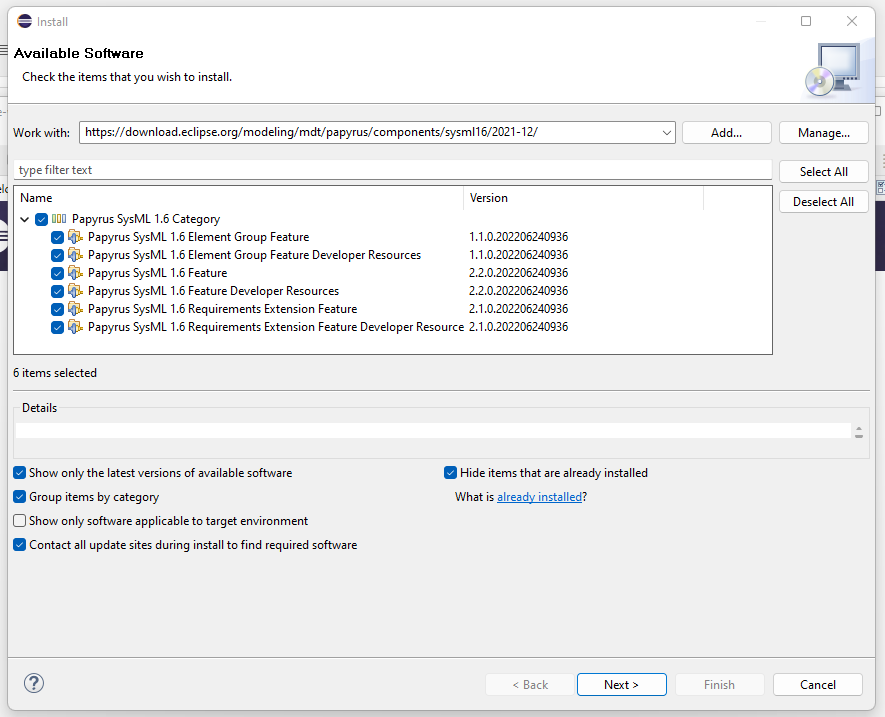 Install
Available Software
Check the items that you wish to install.
Work with: https://download.eclipse.org/modeling/mdt/papyrus/components/sysml16/2021-12/ Add... Manage...
type filter text Select All
Name Version Deselect All
Papyrus SysML 1.6 Category
Papyrus SysML 1.6 Element Group Feature 1.1.0.202206240936
Papyrus SysML 1.6 Element Group Feature Developer Resources 1.1.0.202206240936
Papyrus SysML 1.6 Feature 2.2.0.202206240936
Papyrus SysML 1.6 Feature Developer Resources 2.2.0.202206240936
Papyrus SysML 1.6 Requirements Extension Feature 2.1.0.202206240936
Papyrus SysML 1.6 Requirements Extension Feature Developer Resource 2.1.0.202206240936
6 items selected
Details
Show only the latest versions of available software Hide items that are already installed
Group items by category What is already installed?
Show only software applicable to target environment
Contact all update sites during install to find required software
? < Back Next > Finish Cancel